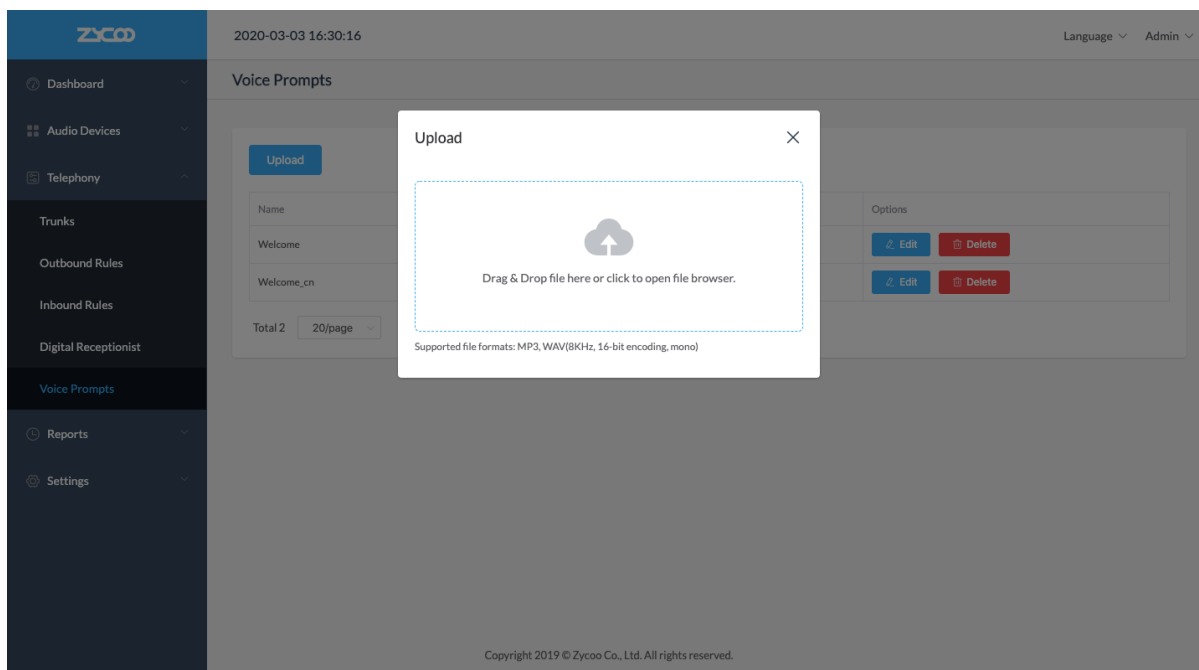 ZYCOO
2020-03-03 16:30:16
Language
Admin
Dashboard
Audio Devices
Telephony
Trunks
Outbound Rules
Inbound Rules
Digital Receptionist
Voice Prompts
Reports
Settings
Voice Prompts
Upload
Name
Options
Welcome
Edit
Delete
Welcome_cn
Edit
Delete
Total 2
20/page
Upload
Drag & Drop file here or click to open file browser.
Supported file formats: MP3, WAV(8KHz, 16-bit encoding, mono)
Copyright 2019 © Zycoo Co., Ltd. All rights reserved.